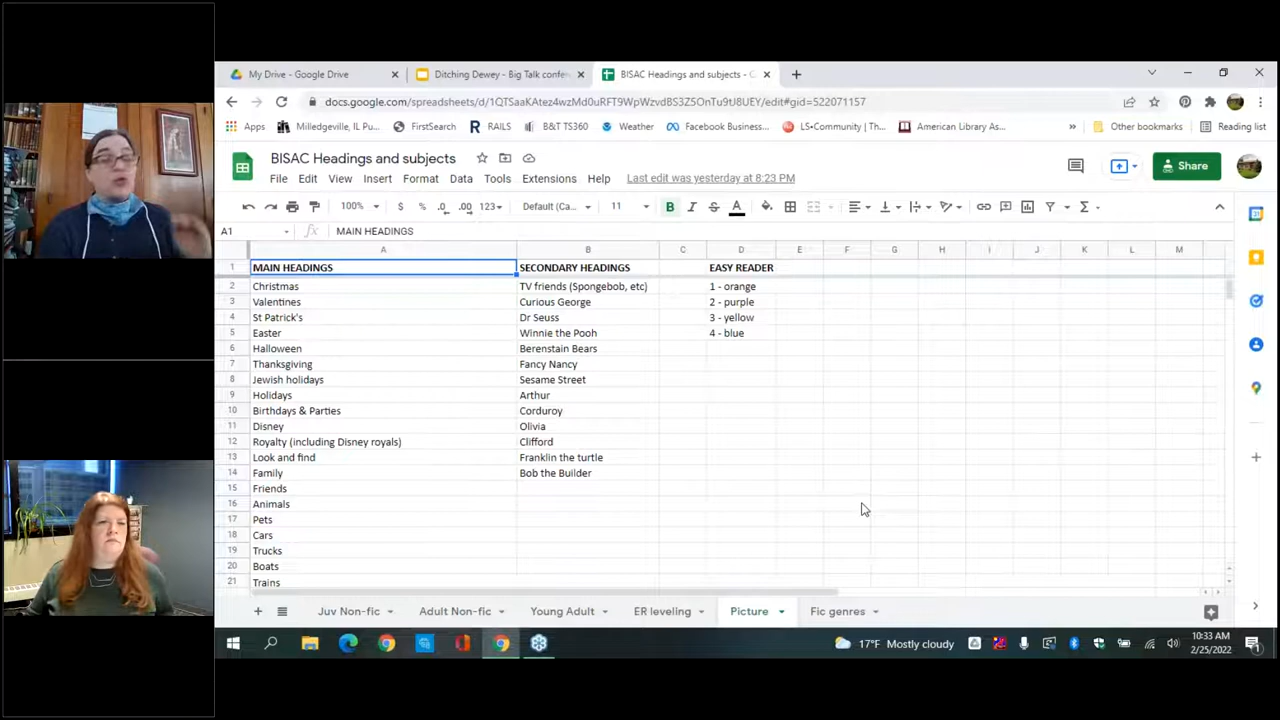 My Drive - Google Drive
Ditching Dewey - Big Talk confe
BISAC Headings and subjects - G
docs.google.com/spreadsheets/d/1QTSaaKAtez4wzMd0uRFT9WpWzvdBS3Z5OnTu9tJ8UEY/edit#gid=522071157
Apps Milledgeville, IL Pu... FirstSearch RAILS B&T TS360 Weather Facebook Business... LS•Community | Th... American Library As... » Other bookmarks Reading list
BISAC Headings and subjects
File Edit View Insert Format Data Tools Extensions Help Last edit was yesterday at 8:23 PM
Share
100% $ % .0 .00 123 Default (Ca... 11 B I S A
A1 fx MAIN HEADINGS
A B C D E F G H I J K L M
1 MAIN HEADINGS SECONDARY HEADINGS EASY READER
2 Christmas TV friends (Spongebob, etc) 1 - orange
3 Valentines Curious George 2 - purple
4 St Patrick's Dr Seuss 3 - yellow
5 Easter Winnie the Pooh 4 - blue
6 Halloween Berenstain Bears
7 Thanksgiving Fancy Nancy
8 Jewish holidays Sesame Street
9 Holidays Arthur
10 Birthdays & Parties Corduroy
11 Disney Olivia
12 Royalty (including Disney royals) Clifford
13 Look and find Franklin the turtle
14 Family Bob the Builder
15 Friends
16 Animals
17 Pets
18 Cars
19 Trucks
20 Boats
21 Trains
Juv Non-fic Adult Non-fic Young Adult ER leveling Picture Fic genres
17°F Mostly cloudy
10:33 AM
2/25/2022